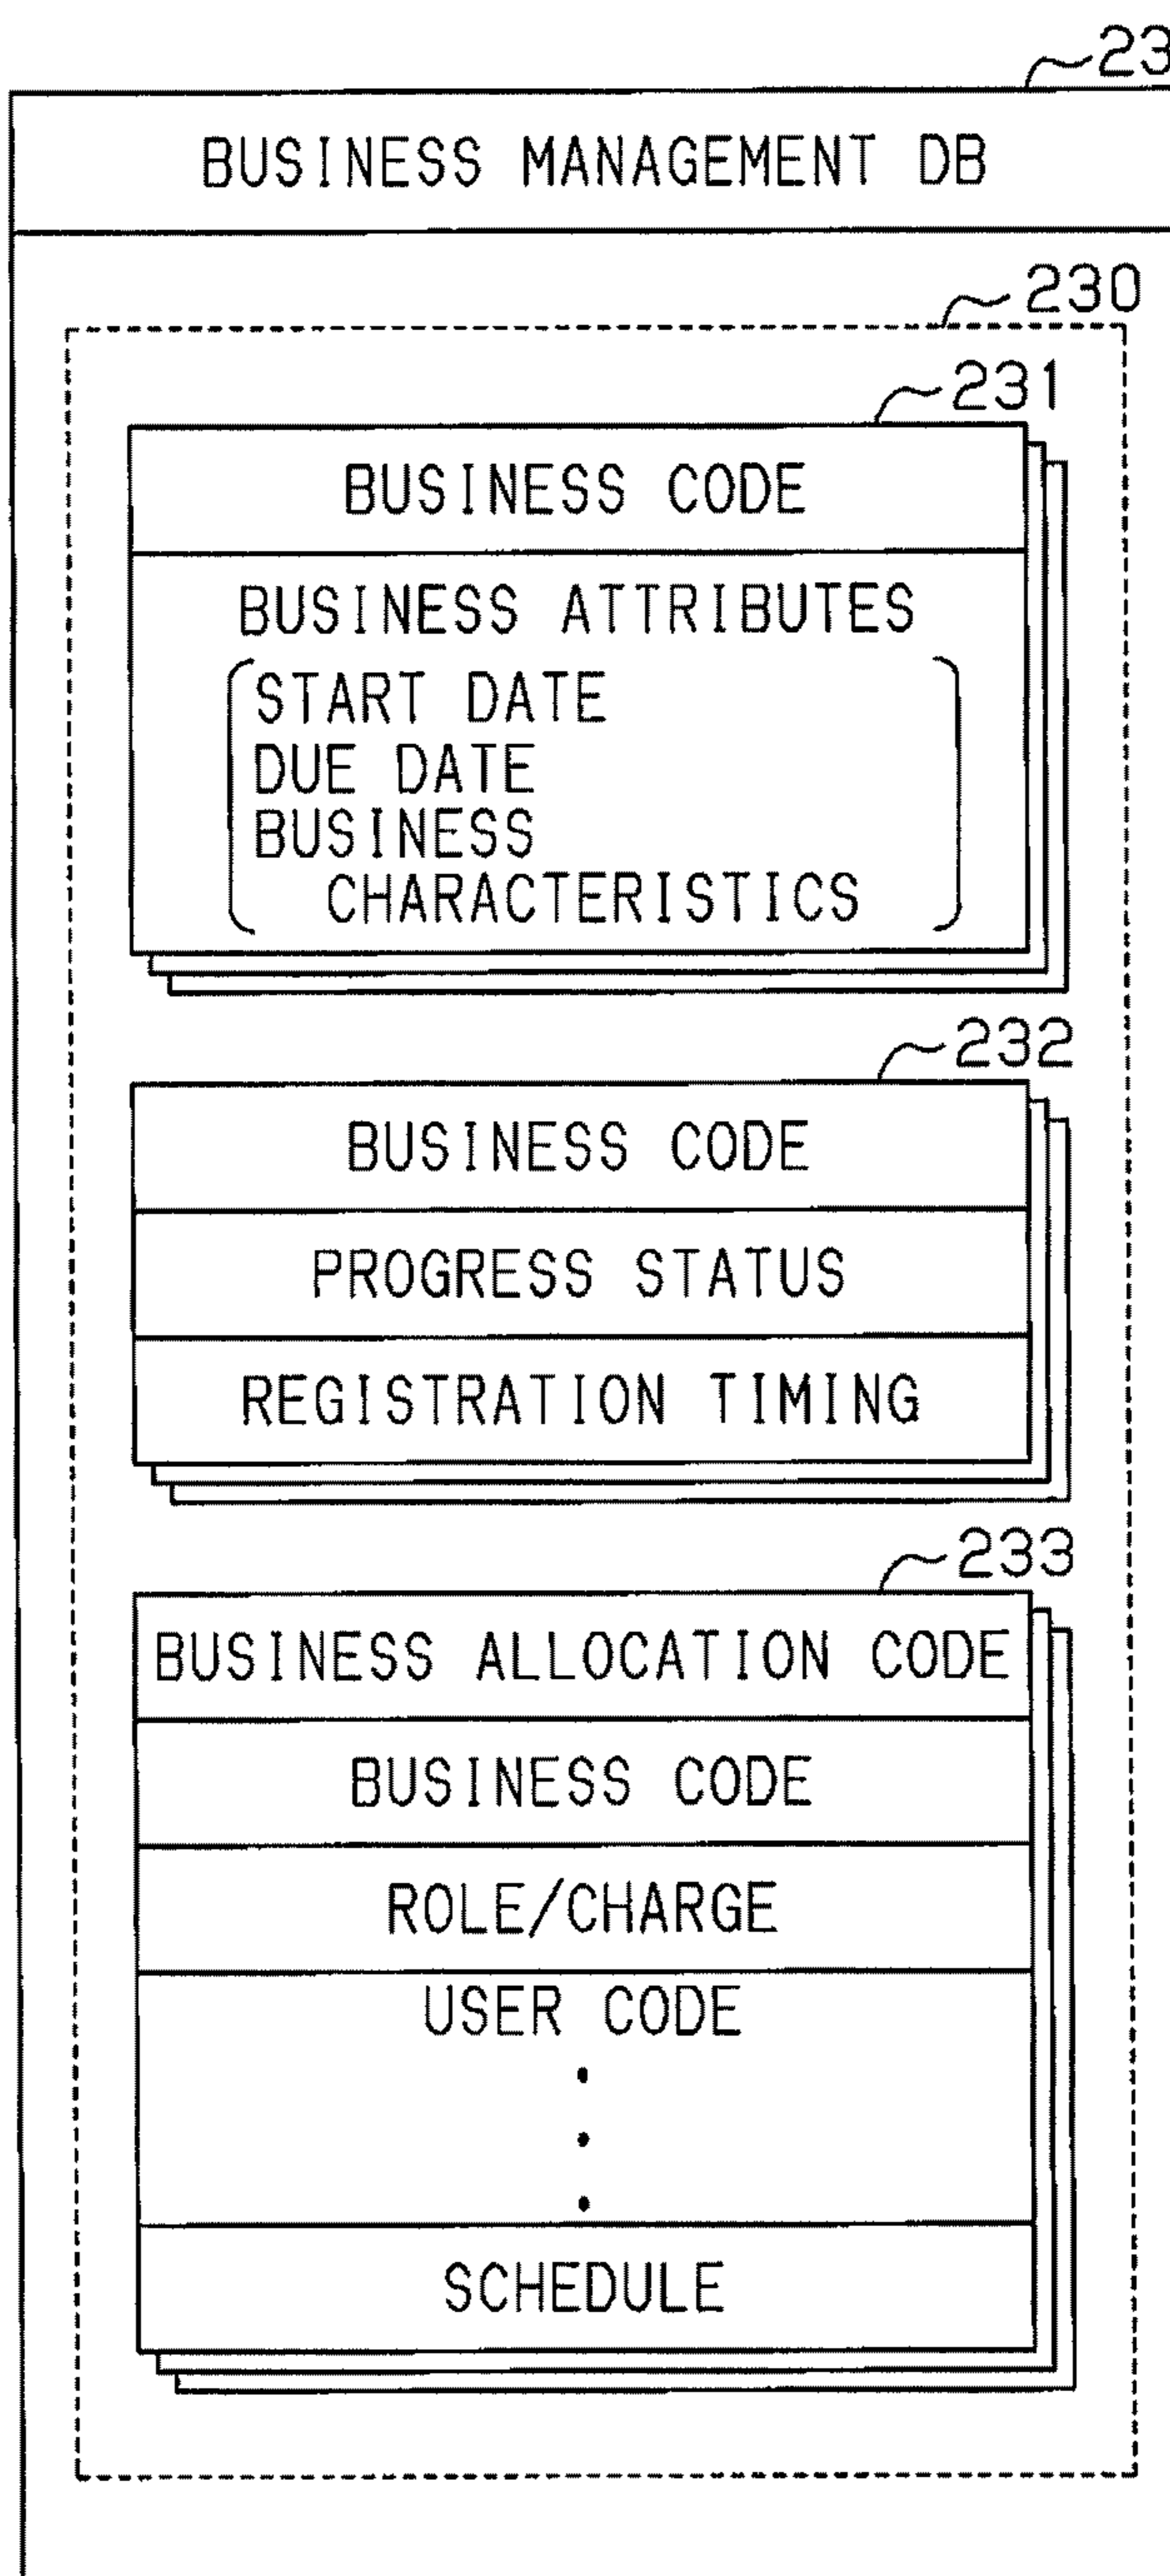 23
BUSINESS MANAGEMENT DB
230
231
BUSINESS CODE
BUSINESS ATTRIBUTES
START DATE
DUE DATE
BUSINESS
CHARACTERISTICS
232
BUSINESS CODE
PROGRESS STATUS
REGISTRATION TIMING
233
BUSINESS ALLOCATION CODE
BUSINESS CODE
ROLE/CHARGE
USER CODE
.
.
.
SCHEDULE